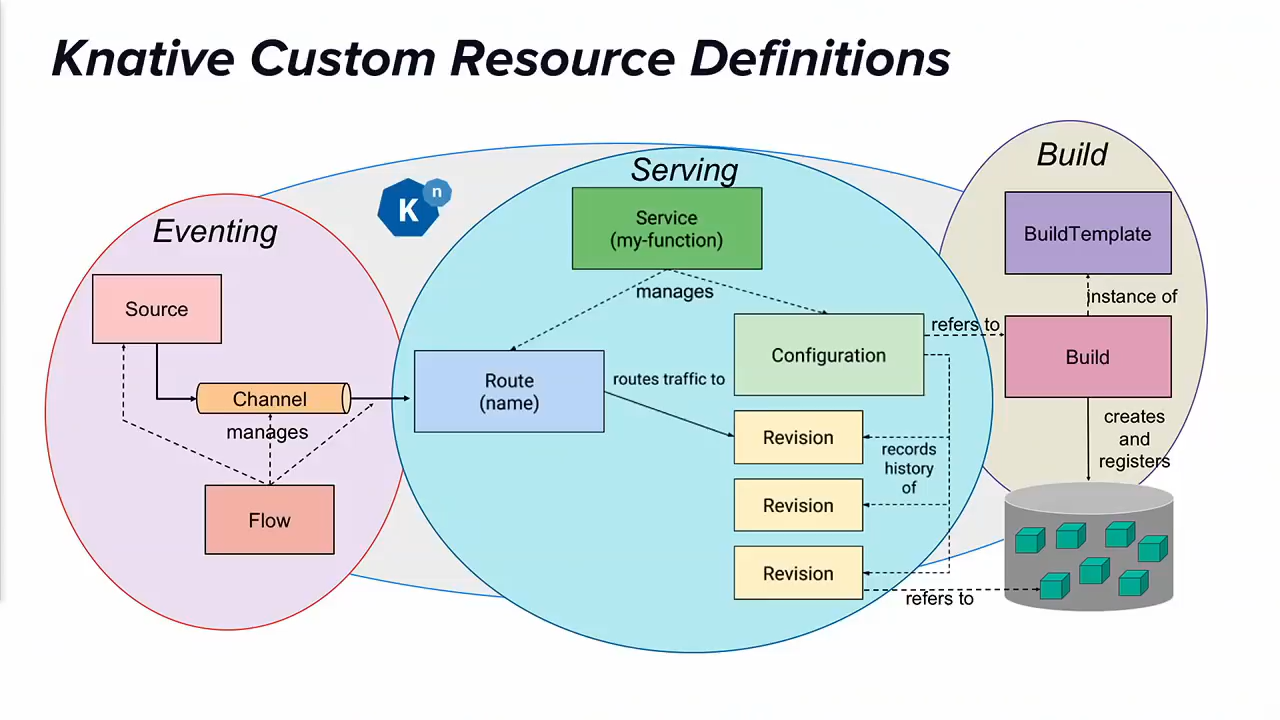 Knative Custom Resource Definitions
Eventing
Source
Channel
manages
Flow
K
n
Serving
Service
(my-function)
manages
Route
(name)
routes traffic to
Configuration
Revision
Revision
Revision
records
history
of
refers to
refers to
Build
BuildTemplate
instance of
Build
creates
and
registers